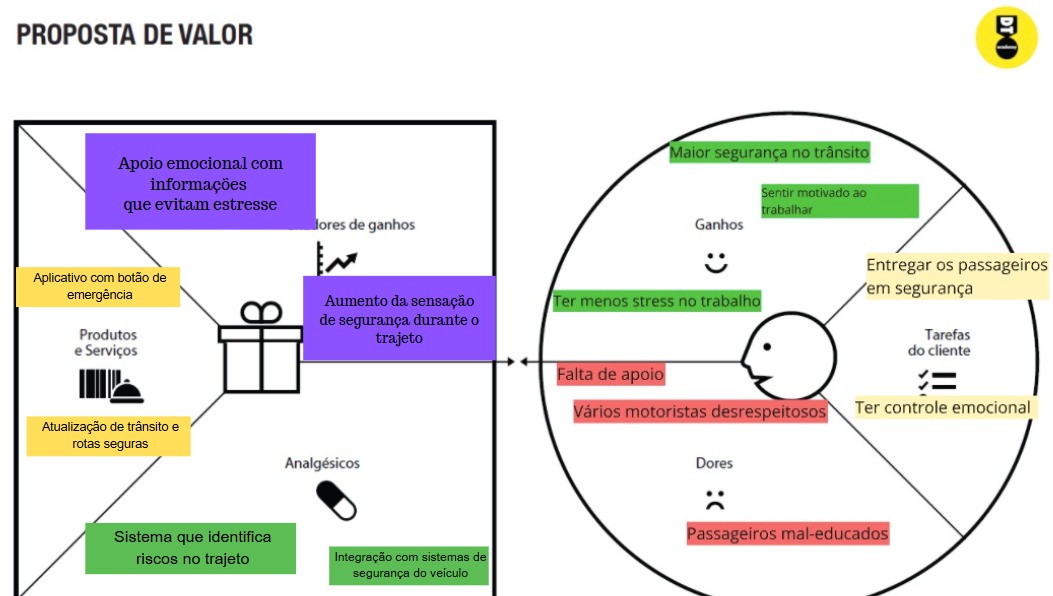 PROPOSTA DE VALOR
DT
academy
Apoio emocional com
informações
que evitam estresse
dores de ganhos
Aplicativo com botão de
emergência
Aumento da sensação
de segurança durante o
trajeto
Produtos
e Serviços
Atualização de trânsito e
rotas seguras
Analgésicos
Sistema que identifica
riscos no trajeto
Integração com sistemas de
segurança do veículo
Maior segurança no trânsito
Sentir motivado ao
trabalhar
Ganhos
Entregar os passageiros
em segurança
Ter menos stress no trabalho
Tarefas
do cliente
Falta de apoio
Vários motoristas desrespeitosos
Ter controle emocional
Dores
Passageiros mal-educados